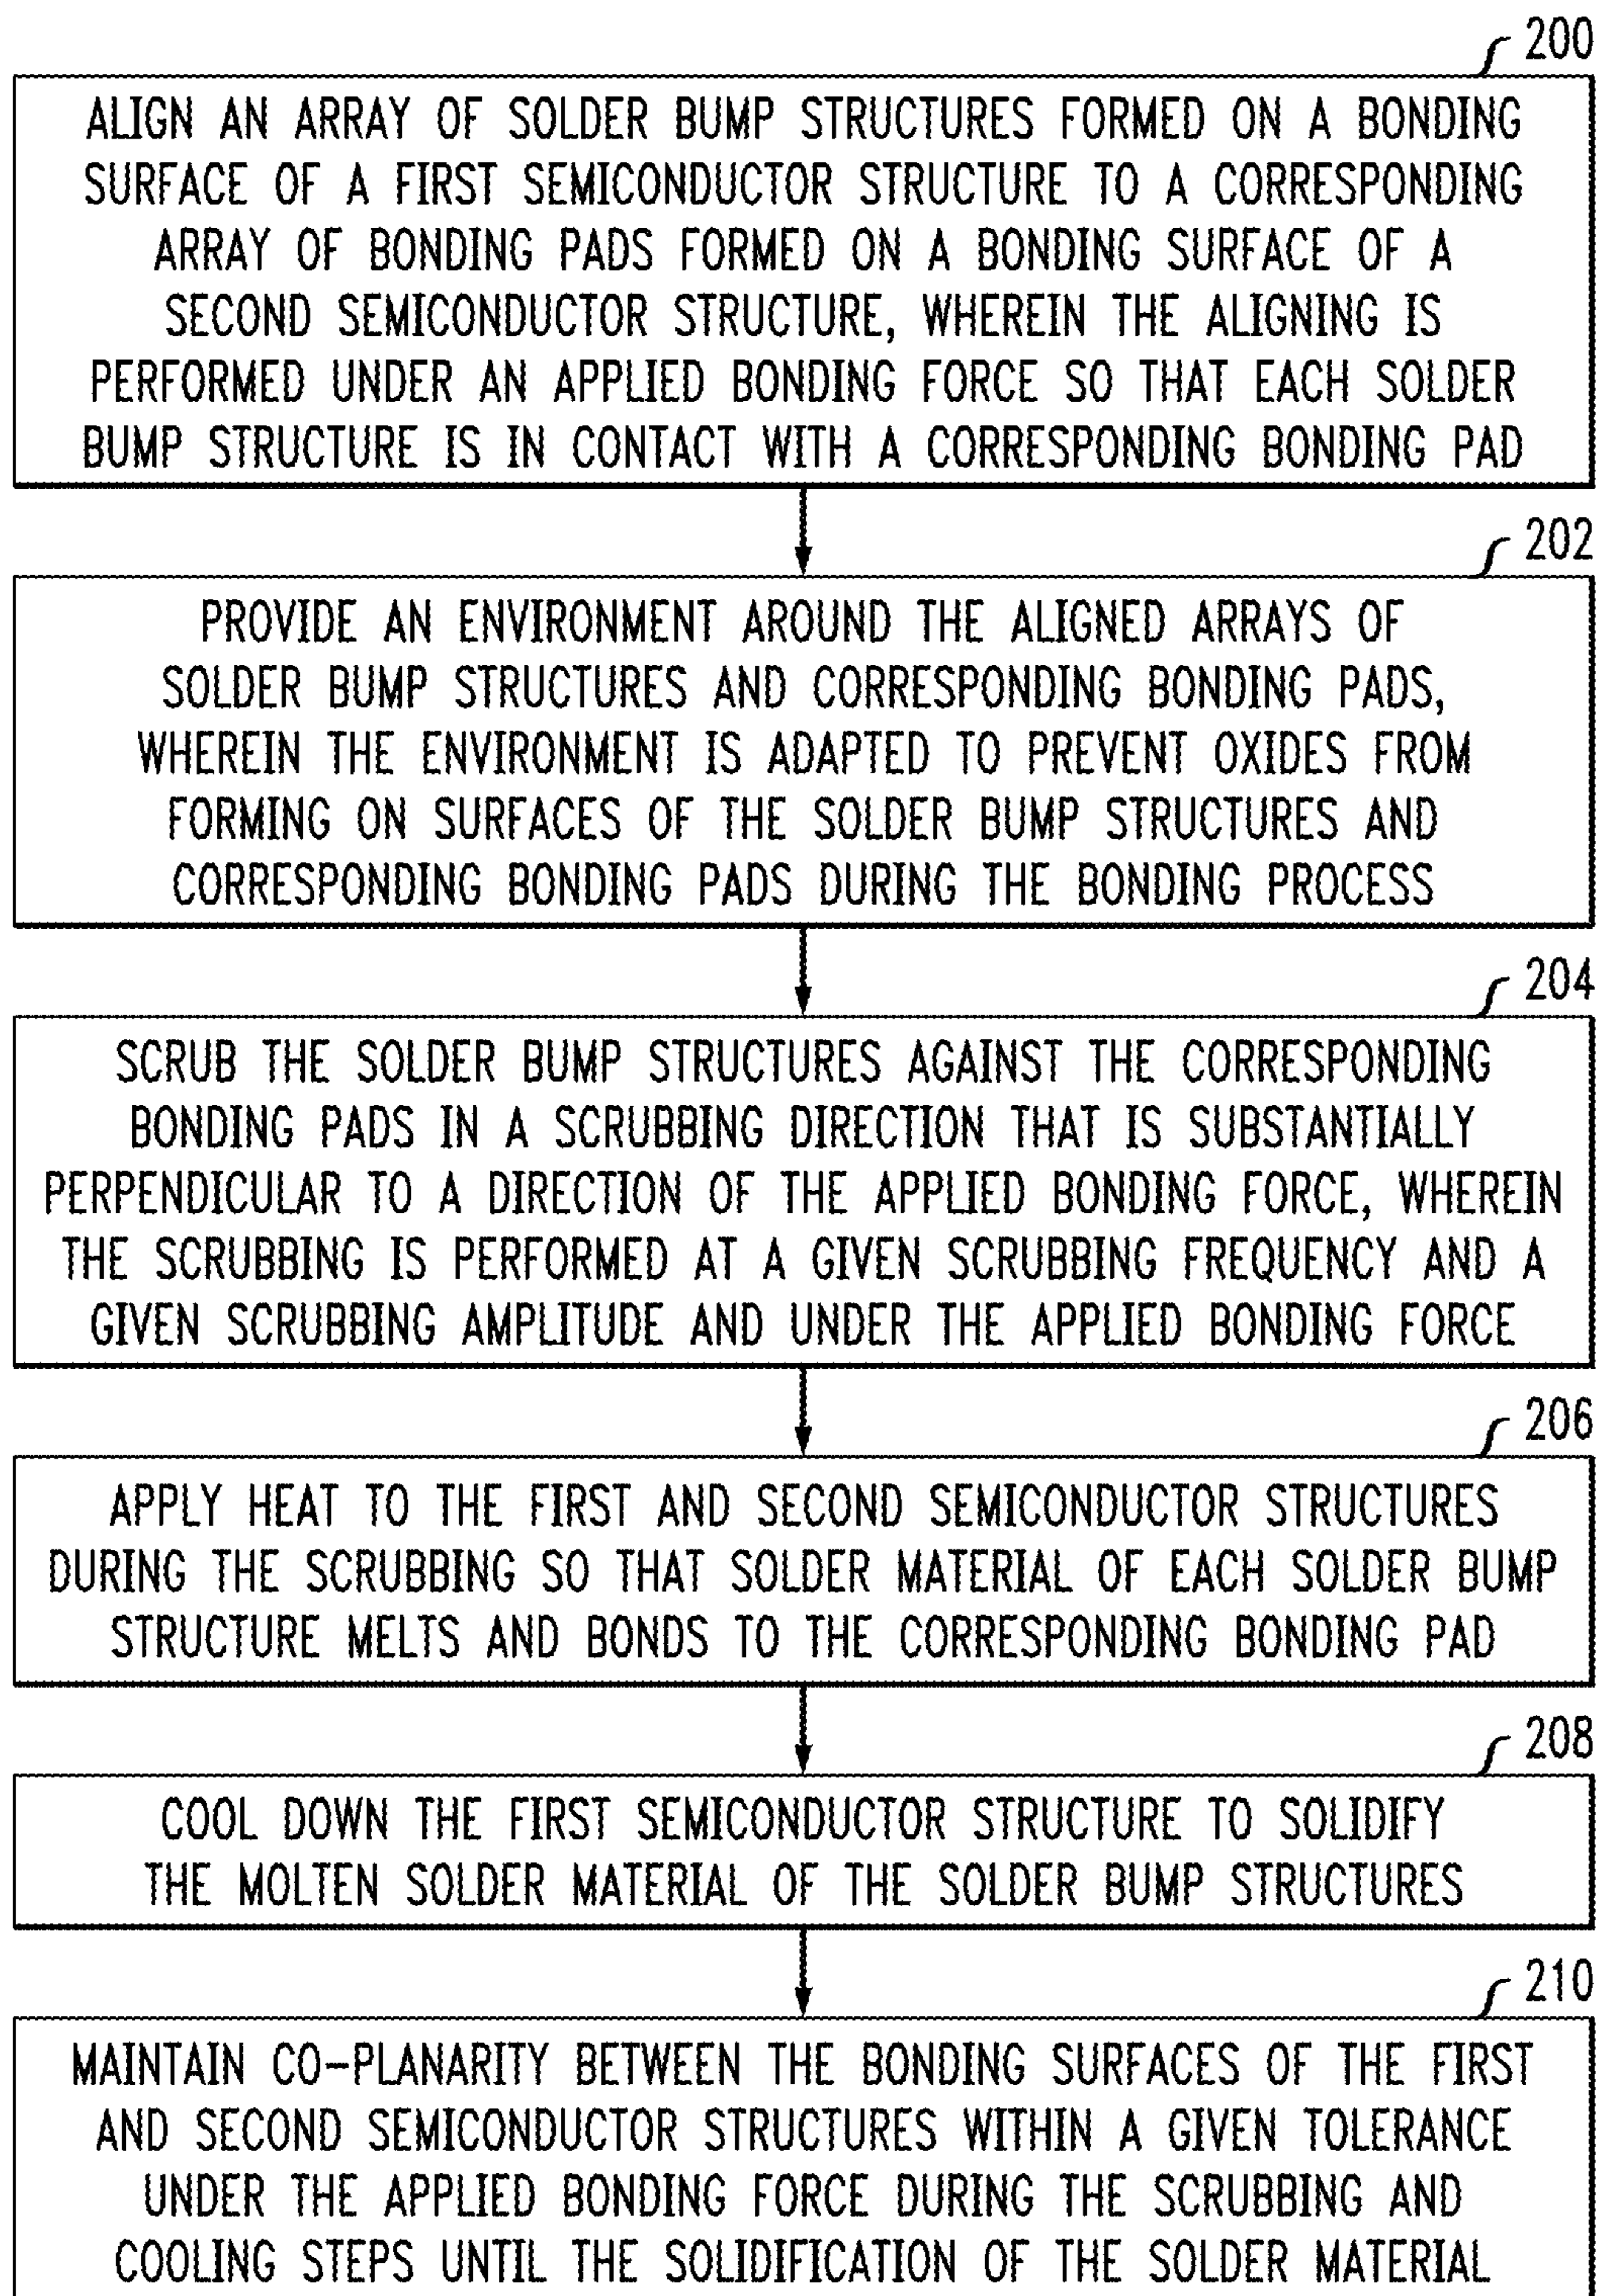 200
ALIGN AN ARRAY OF SOLDER BUMP STRUCTURES FORMED ON A BONDING
SURFACE OF A FIRST SEMICONDUCTOR STRUCTURE TO A CORRESPONDING
ARRAY OF BONDING PADS FORMED ON A BONDING SURFACE OF A
SECOND SEMICONDUCTOR STRUCTURE, WHEREIN THE ALIGNING IS
PERFORMED UNDER AN APPLIED BONDING FORCE SO THAT EACH SOLDER
BUMP STRUCTURE IS IN CONTACT WITH A CORRESPONDING BONDING PAD
202
PROVIDE AN ENVIRONMENT AROUND THE ALIGNED ARRAYS OF
SOLDER BUMP STRUCTURES AND CORRESPONDING BONDING PADS,
WHEREIN THE ENVIRONMENT IS ADAPTED TO PREVENT OXIDES FROM
FORMING ON SURFACES OF THE SOLDER BUMP STRUCTURES AND
CORRESPONDING BONDING PADS DURING THE BONDING PROCESS
204
SCRUB THE SOLDER BUMP STRUCTURES AGAINST THE CORRESPONDING
BONDING PADS IN A SCRUBBING DIRECTION THAT IS SUBSTANTIALLY
PERPENDICULAR TO A DIRECTION OF THE APPLIED BONDING FORCE, WHEREIN
THE SCRUBBING IS PERFORMED AT A GIVEN SCRUBBING FREQUENCY AND A
GIVEN SCRUBBING AMPLITUDE AND UNDER THE APPLIED BONDING FORCE
206
APPLY HEAT TO THE FIRST AND SECOND SEMICONDUCTOR STRUCTURES
DURING THE SCRUBBING SO THAT SOLDER MATERIAL OF EACH SOLDER BUMP
STRUCTURE MELTS AND BONDS TO THE CORRESPONDING BONDING PAD
208
COOL DOWN THE FIRST SEMICONDUCTOR STRUCTURE TO SOLIDIFY
THE MOLTEN SOLDER MATERIAL OF THE SOLDER BUMP STRUCTURES
210
MAINTAIN CO-PLANARITY BETWEEN THE BONDING SURFACES OF THE FIRST
AND SECOND SEMICONDUCTOR STRUCTURES WITHIN A GIVEN TOLERANCE
UNDER THE APPLIED BONDING FORCE DURING THE SCRUBBING AND
COOLING STEPS UNTIL THE SOLIDIFICATION OF THE SOLDER MATERIAL